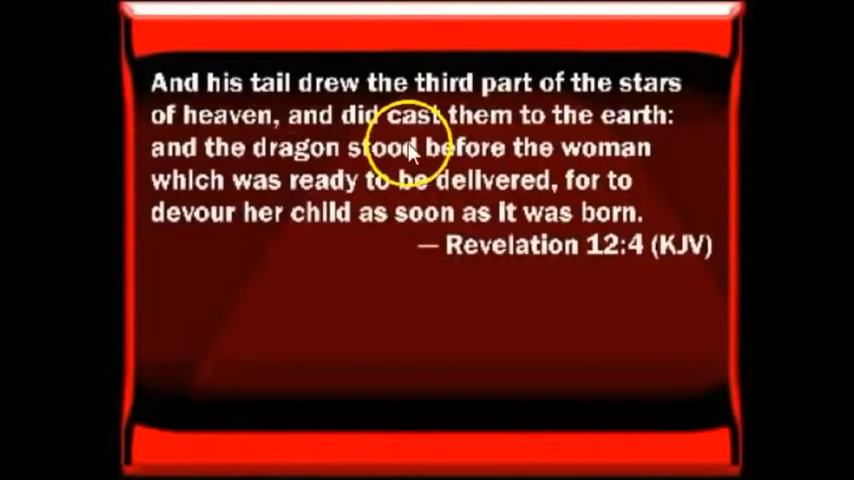 And his tail drew the third part of the stars
of heaven, and did cast them to the earth:
and the dragon stood before the woman
which was ready to be delivered, for to
devour her child as soon as it was born.
— Revelation 12:4 (KJV)